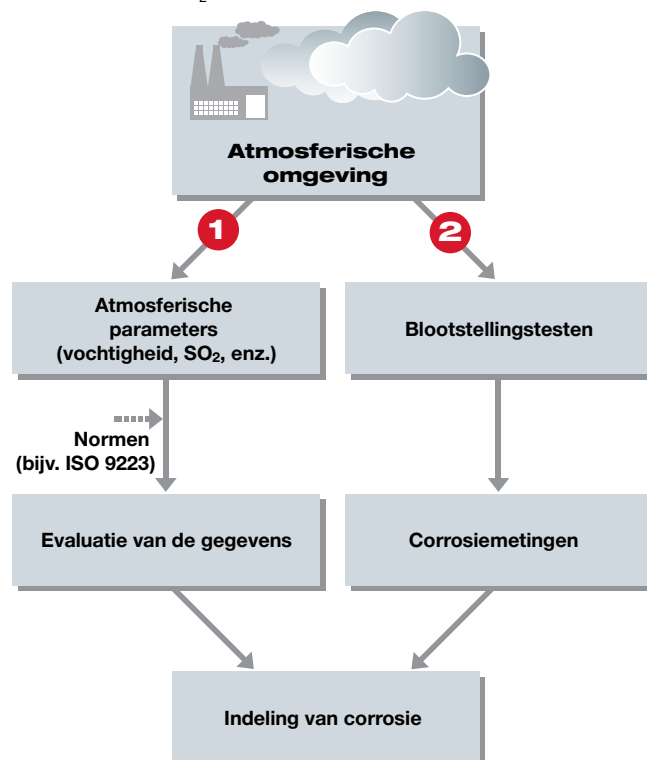 2
Atmosferische
omgeving
1
2
Atmosferische
parameters
(vochtigheid, SO₂, enz.)
Blootstellingstesten
Normen
(bijv. ISO 9223)
Evaluatie van de gegevens
Corrosiemetingen
Indeling van corrosie